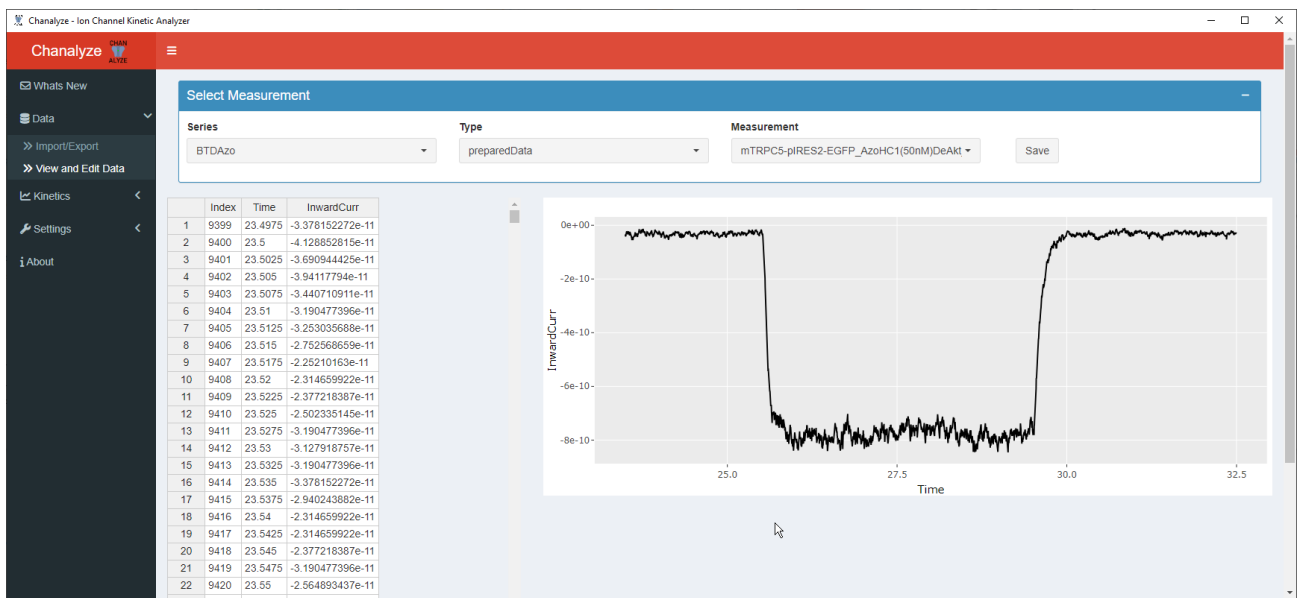 Chanalyze - Ion Channel Kinetic Analyzer
Chanalyze CHAN ALYZE
Whats New
Data
Import/Export
View and Edit Data
Kinetics
Settings
About
Select Measurement
Series Type Measurement
BTDAzo preparedData mTRPC5-pIRES2-EGFP_AzoHC1(50nM)DeAkt Save
Index Time InwardCurr
1 9399 23.4975 -3.378152272e-11
2 9400 23.5 -4.128852815e-11
3 9401 23.5025 -3.690944425e-11
4 9402 23.505 -3.94117794e-11
5 9403 23.5075 -3.440710911e-11
6 9404 23.51 -3.190477396e-11
7 9405 23.5125 -3.253035688e-11
8 9406 23.515 -2.752568659e-11
9 9407 23.5175 -2.25210163e-11
10 9408 23.52 -2.314659922e-11
11 9409 23.5225 -2.377218387e-11
12 9410 23.525 -2.502335145e-11
13 9411 23.5275 -3.190477396e-11
14 9412 23.53 -3.127918757e-11
15 9413 23.5325 -3.190477396e-11
16 9414 23.535 -3.378152272e-11
17 9415 23.5375 -2.940243882e-11
18 9416 23.54 -2.314659922e-11
19 9417 23.5425 -2.314659922e-11
20 9418 23.545 -2.377218387e-11
21 9419 23.5475 -3.190477396e-11
22 9420 23.55 -2.564893437e-11
0e+00
-2e-10
-4e-10
-6e-10
-8e-10
InwardCurr
25.0 27.5 30.0 32.5
Time